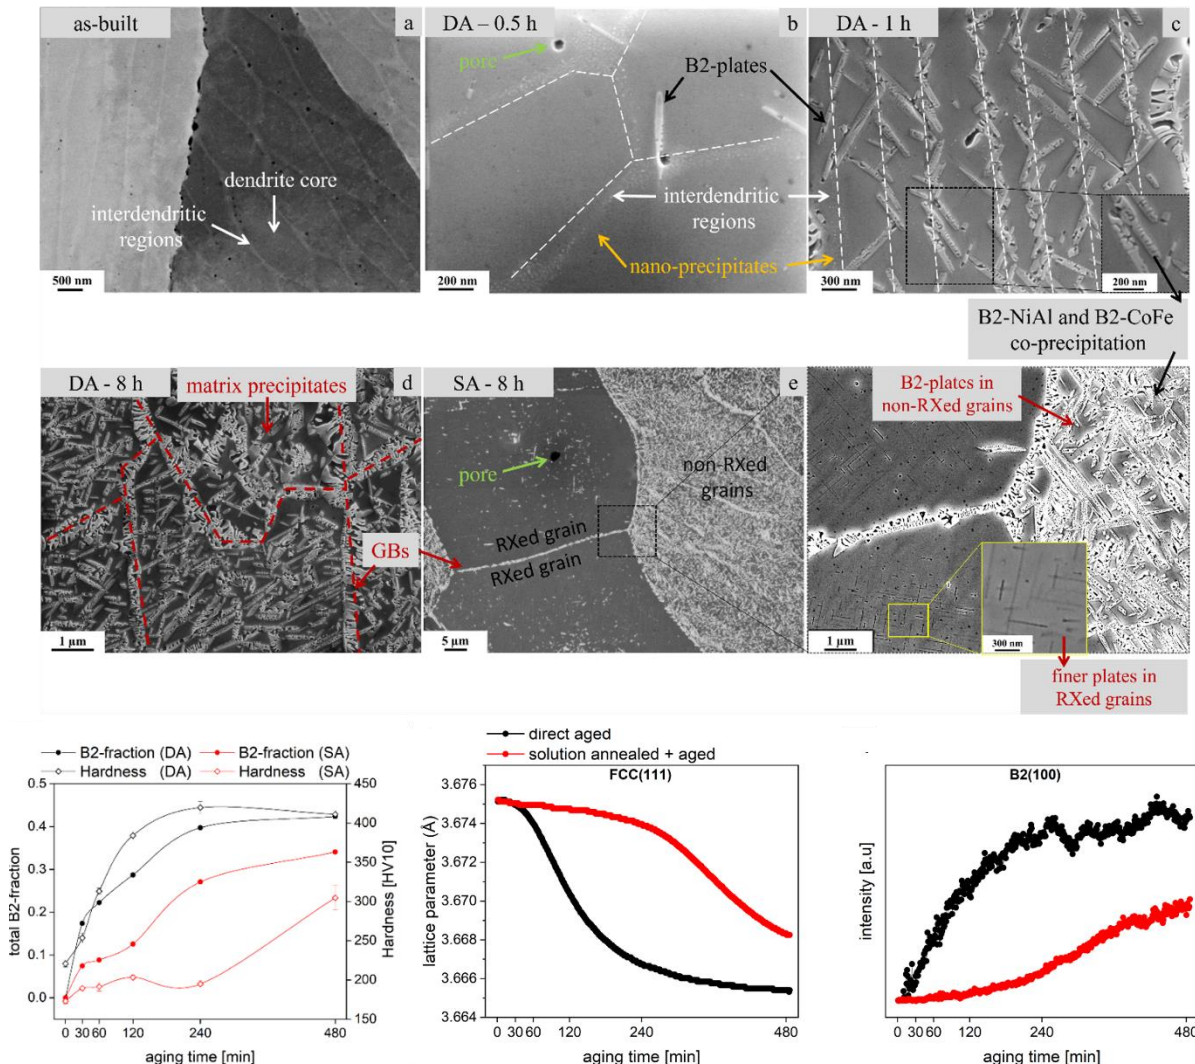 as-built
a
dendrite core
interdendritic
regions
500 nm
DA – 0.5 h
b
pore
B2-plates
interdendritic
regions
nano-precipitates
200 nm
DA - 1 h
c
300 nm
200 nm
B2-NiAl and B2-CoFe
co-precipitation
DA - 8 h
d
matrix precipitates
GBs
1 µm
SA - 8 h
e
pore
non-RXed
grains
RXed grain
RXed grain
5 µm
B2-plates in
non-RXed grains
1 µm
300 nm
finer plates in
RXed grains
B2-fraction (DA)
B2-fraction (SA)
Hardness (DA)
Hardness (SA)
total B2-fraction
0.5
0.4
0.3
0.2
0.1
0.0
Hardness [HV10]
450
400
350
300
250
200
150
0 30 60 120 240 480
aging time [min]
direct aged
solution annealed + aged
FCC(111)
lattice parameter (Å)
3.676
3.674
3.672
3.670
3.668
3.666
3.664
0 30 60 120 240 480
aging time [min]
B2(100)
intensity [a.u]
0 30 60 120 240 480
aging time [min]